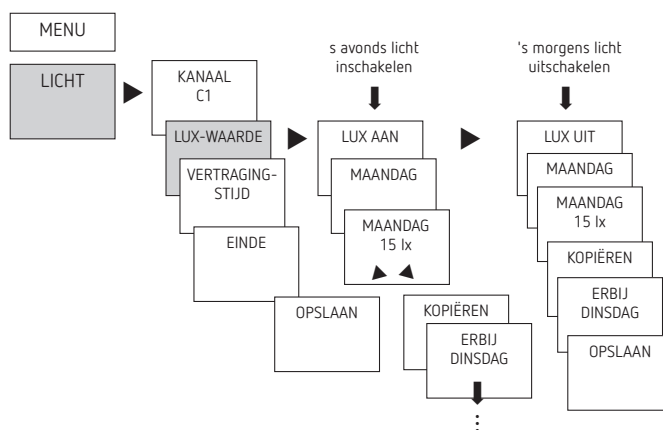 MENU
LICHT
KANAAL
C1
LUX-WAARDE
VERTRAGING-
STIJD
EINDE
OPSLAAN
s avonds licht
inschakelen
LUX AAN
MAANDAG
MAANDAG
15 lx
KOPIËREN
ERBIJ
DINSDAG
's morgens licht
uitschakelen
LUX UIT
MAANDAG
MAANDAG
15 lx
KOPIËREN
ERBIJ
DINSDAG
OPSLAAN